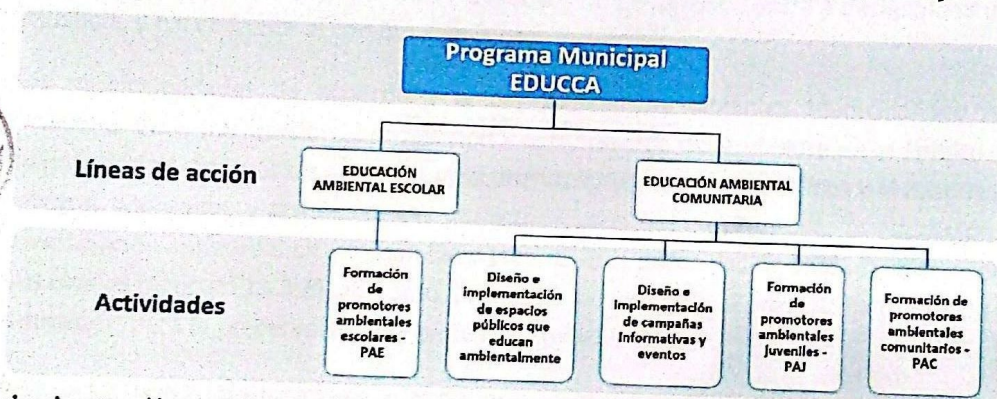 Programa Municipal
EDUCCA
Líneas de acción
EDUCACIÓN
AMBIENTAL ESCOLAR
EDUCACIÓN AMBIENTAL
COMUNITARIA
Actividades
Formación
de
promotores
ambientales
escolares -
PAE
Diseño e
implementación
de espacios
públicos que
educan
ambientalmente
Diseño e
implementación
de campañas
informativas y
eventos
Formación
de
promotores
ambientales
juveniles -
PAJ
Formación de
promotores
ambientales
comunitarios -
PAC